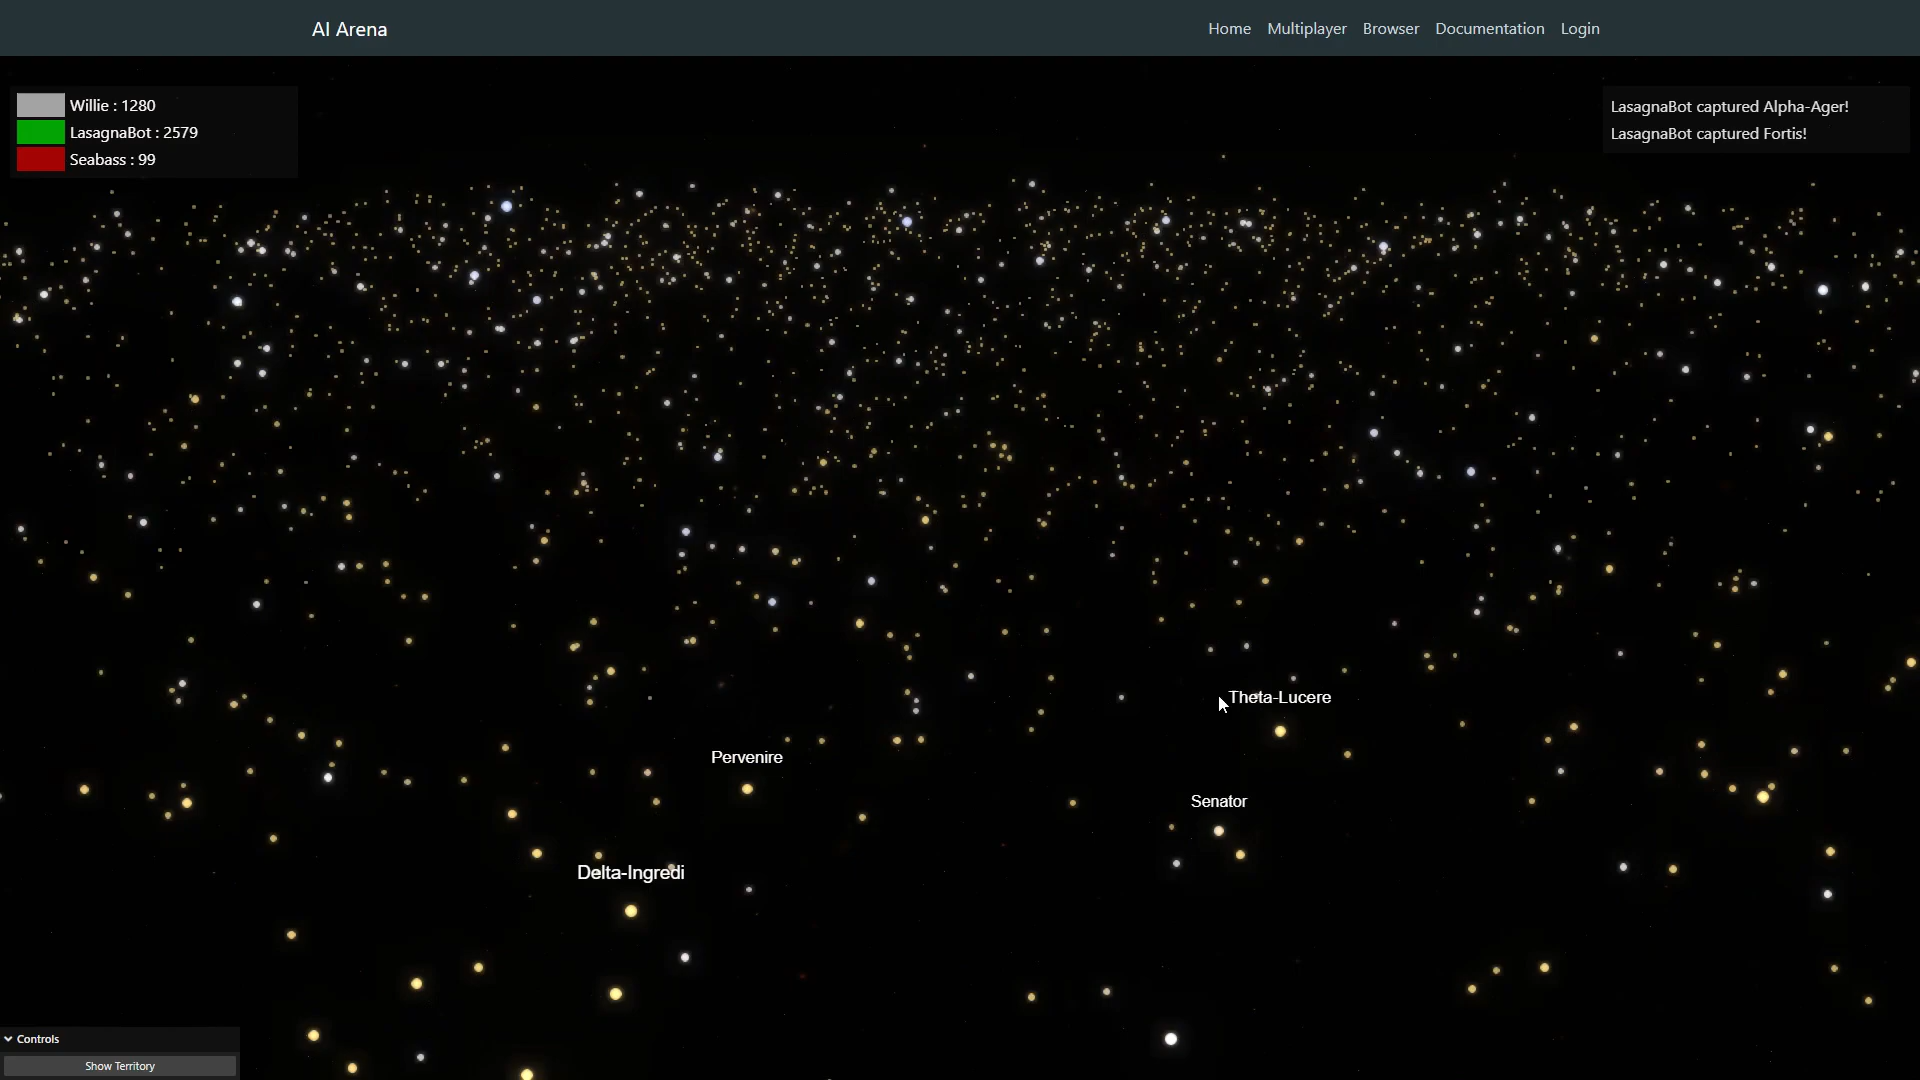 AI Arena
Home Multiplayer Browser Documentation Login
Willie : 1280
LasagnaBot : 2579
Seabass : 99
LasagnaBot captured Alpha-Ager!
LasagnaBot captured Fortis!
Theta-Lucere
Pervenire
Senator
Delta-Ingredi
Controls
Show Territory